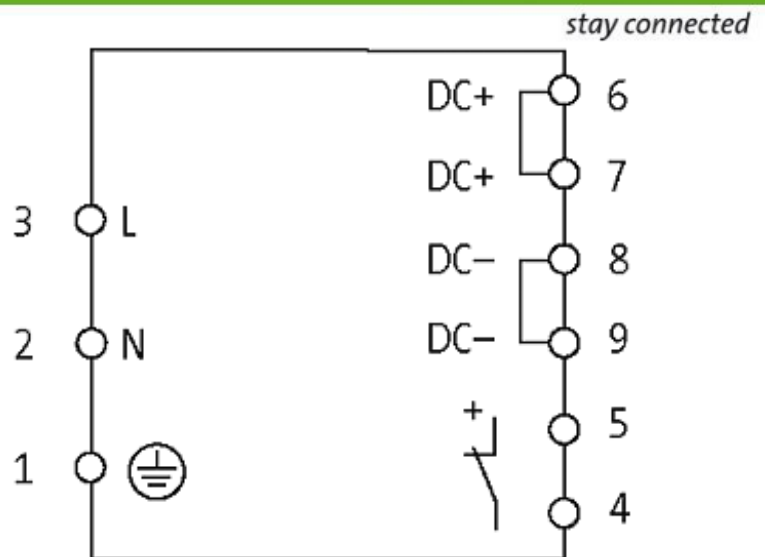 stay connected
DC+ 6
DC+ 7
3 L
DC– 8
2 N
DC– 9
+
5
1
4